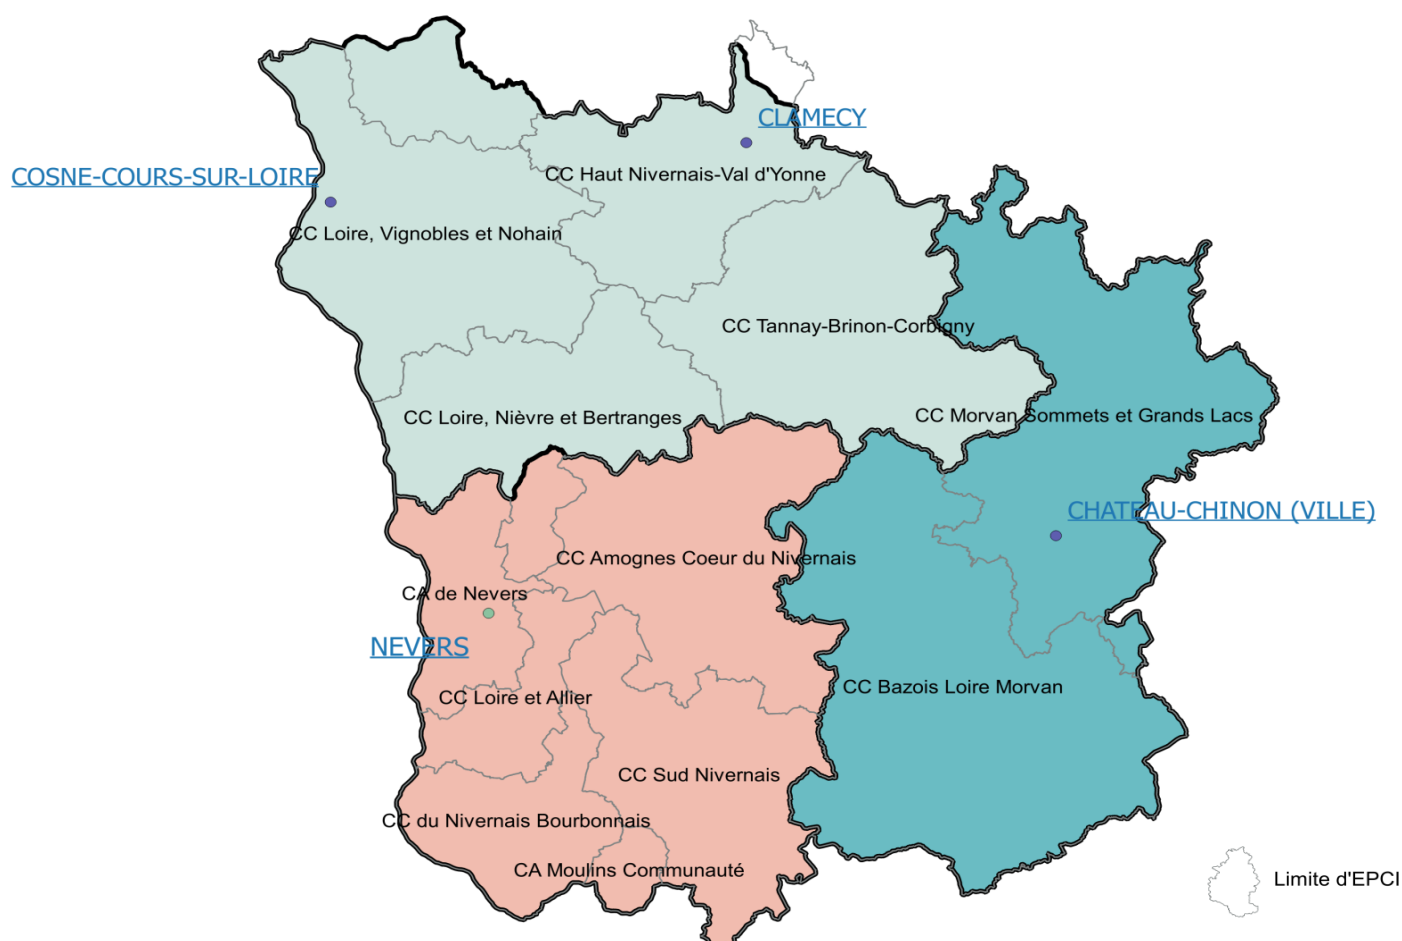 CLAMECY
COSNE-COURS-SUR-LOIRE
CC Haut Nivernais-Val d'Yonne
CC Loire, Vignobles et Nohain
CC Tannay-Brinon-Corbigny
CC Loire, Nièvre et Bertranges
CC Morvan Sommets et Grands Lacs
CHATEAU-CHINON (VILLE)
CC Amognes Coeur du Nivernais
CA de Nevers
NEVERS
CC Loire et Allier
CC Bazois Loire Morvan
CC Sud Nivernais
CC du Nivernais Bourbonnais
CA Moulins Communauté
Limite d'EPCI